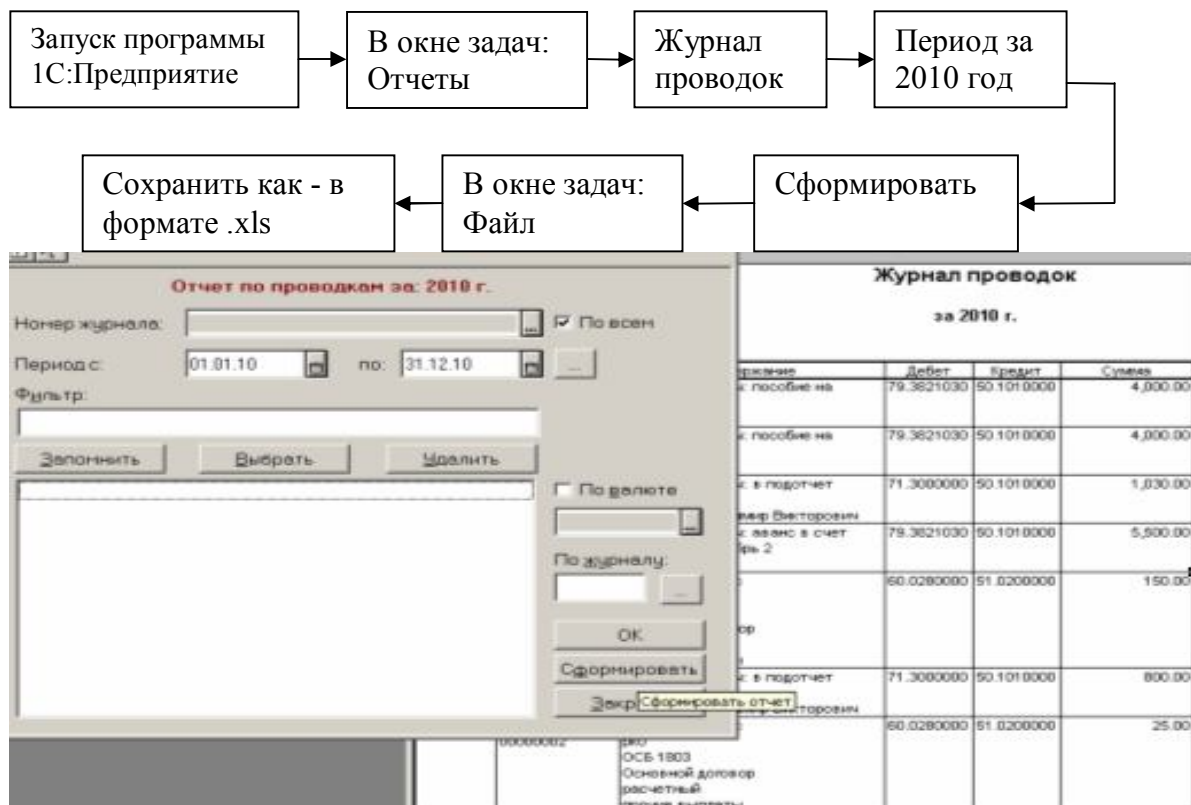 Запуск программы
1С:Предприятие
В окне задач:
Отчеты
Журнал
проводок
Период за
2010 год
Сохранить как - в
формате .xls
В окне задач:
Файл
Сформировать
Отчет по проводкам за: 2010 г.
Номер журнала:
По всем
Период с:
01.01.10
по:
31.12.10
Фильтр:
Запомнить
Выбрать
Удалить
По валюте
По журналу:
OK
Сформировать
Сформировать отчет
Журнал проводок
за 2010 г.
Дебет Кредит Сумма
пособие на 79.3821030 50.1010000 4,000.00
пособие на 79.3821030 50.1010000 4,000.00
в подотчет 71.3000000 50.1010000 1,030.00
Викторович
аванс в счет 79.3821030 50.1010000 5,500.00
2
60.0280000 51.0200000 150.00
в подотчет 71.3000000 50.1010000 800.00
60.0280000 51.0200000 25.00
00000002
ОСБ 1803
Основной договор
расчетный
прочие выплаты